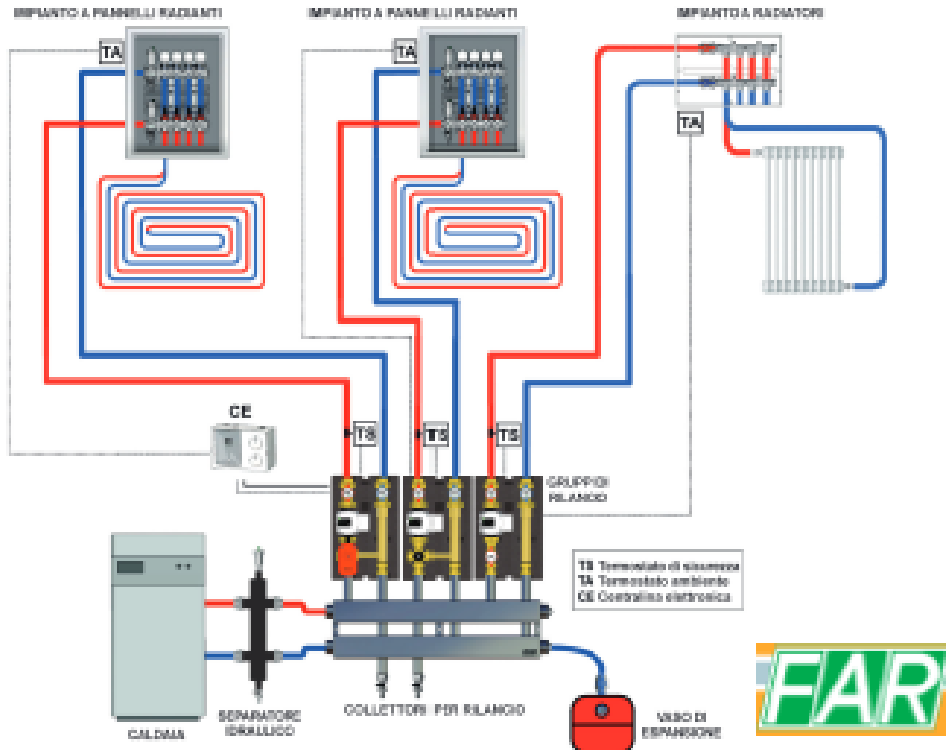 IMPIANTO A PANNELLI RADIANTI
IMPIANTO A PANNELLI RADIANTI
IMPIANTO A RADIATORI
TA
TA
TA
CE
TS
TS
TS
GRUPPI DI
RILANCIO
TS Termostato di sicurezza
TA Termostato ambiente
CE Centralina elettronica
CALDAIA
SEPARATORE
IDRAULICO
COLLETTORI PER RILANCIO
VASO DI
ESPANSIONE
FAR